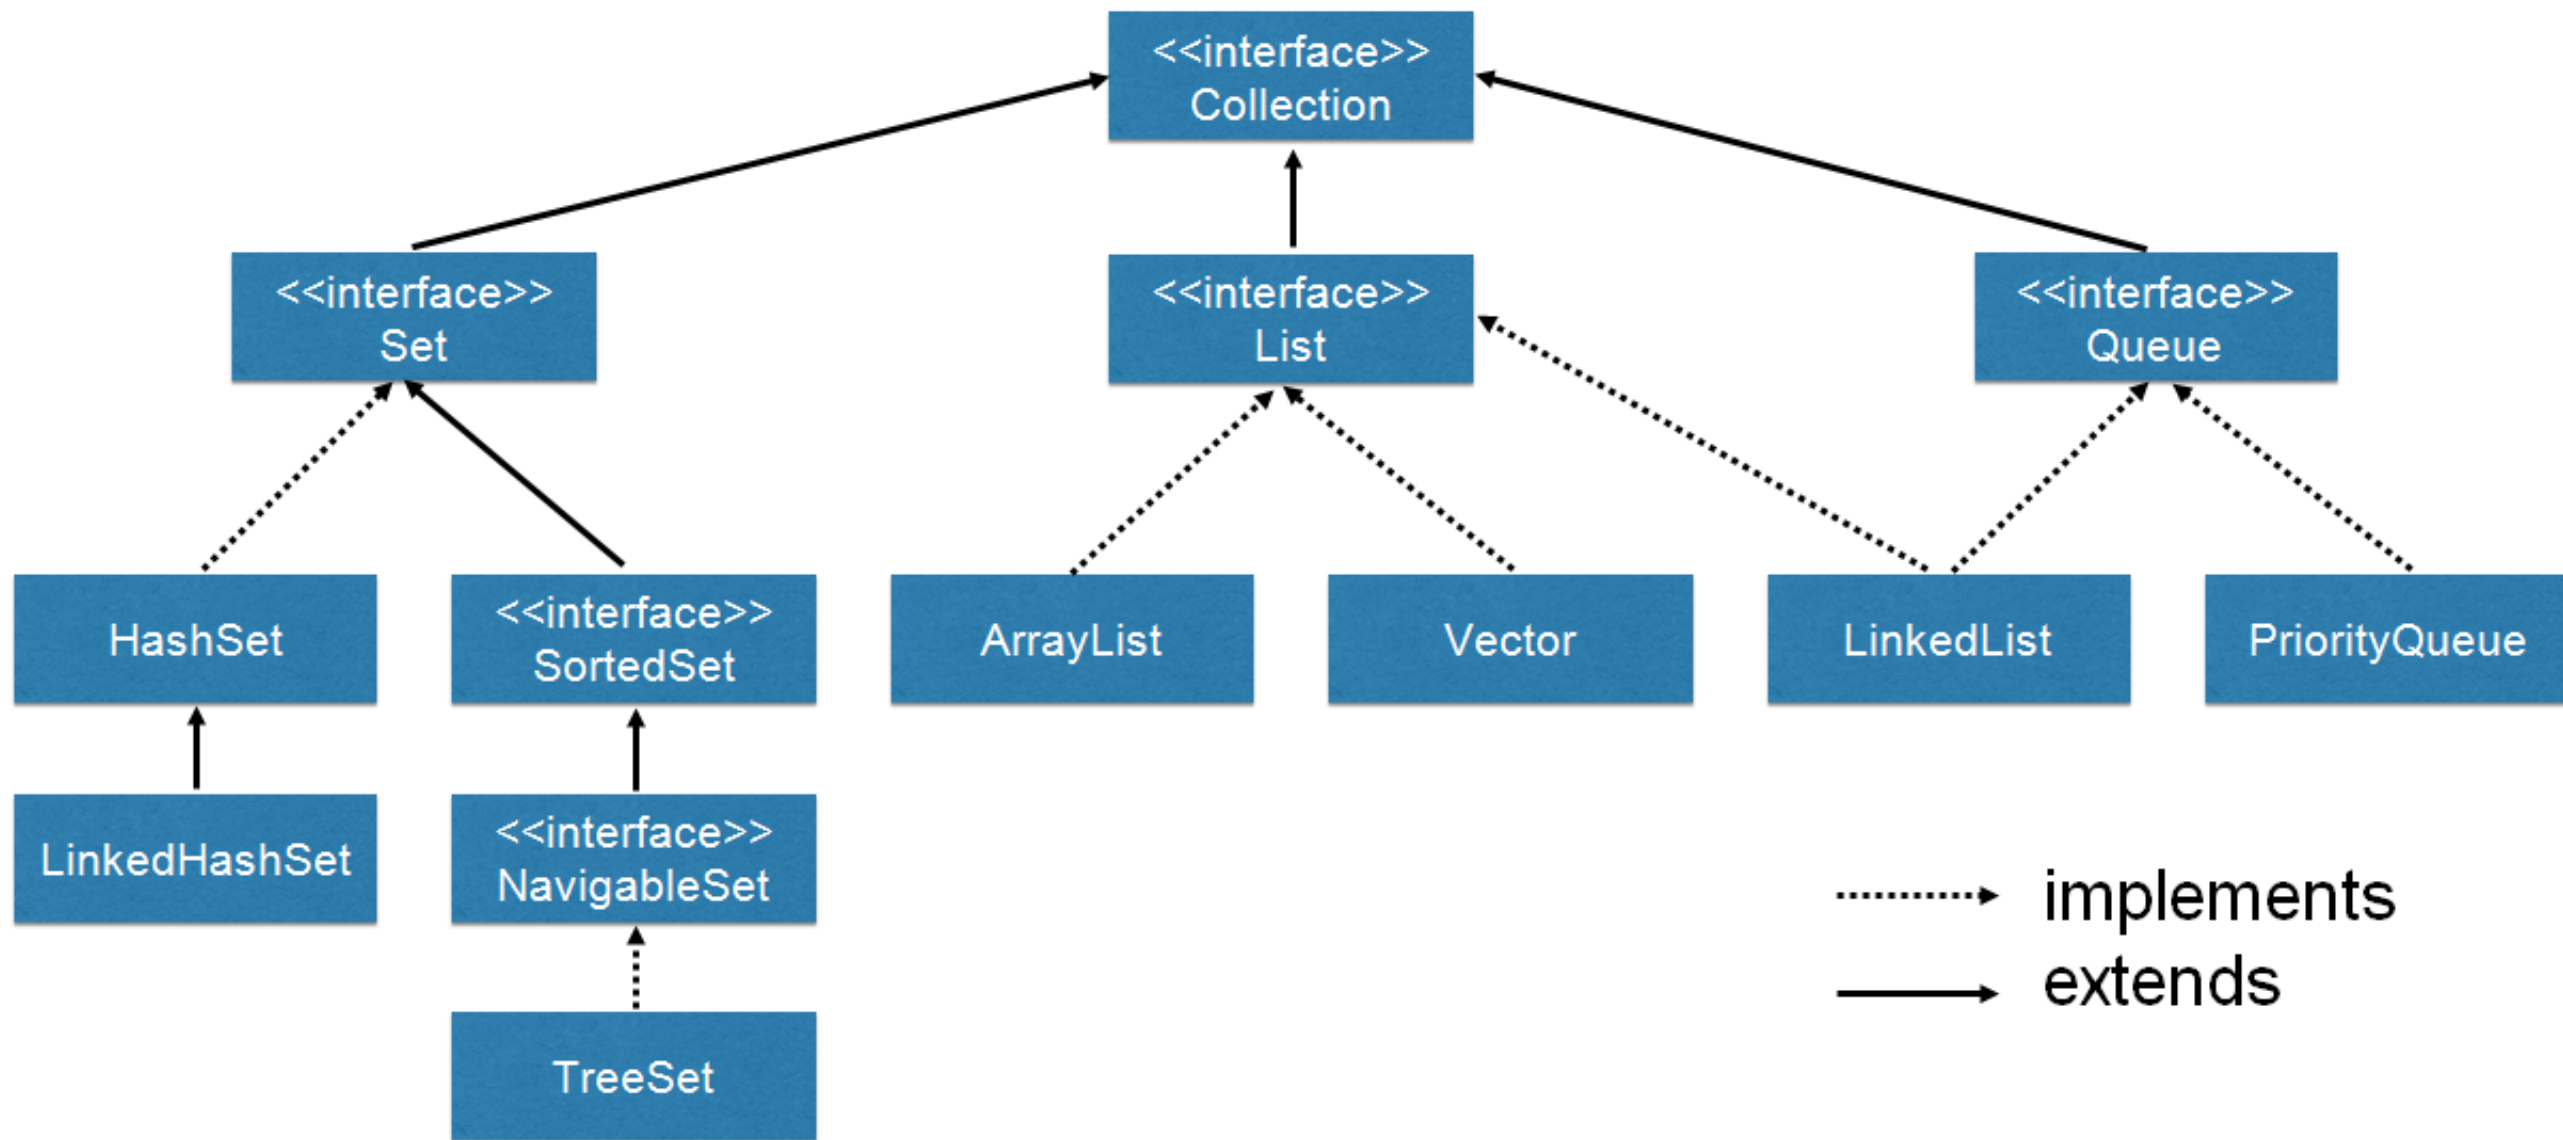 <<interface>>
Collection
<<interface>>
Set
<<interface>>
List
<<interface>>
Queue
HashSet
<<interface>>
SortedSet
ArrayList
Vector
LinkedList
PriorityQueue
LinkedHashSet
<<interface>>
NavigableSet
implements
extends
TreeSet